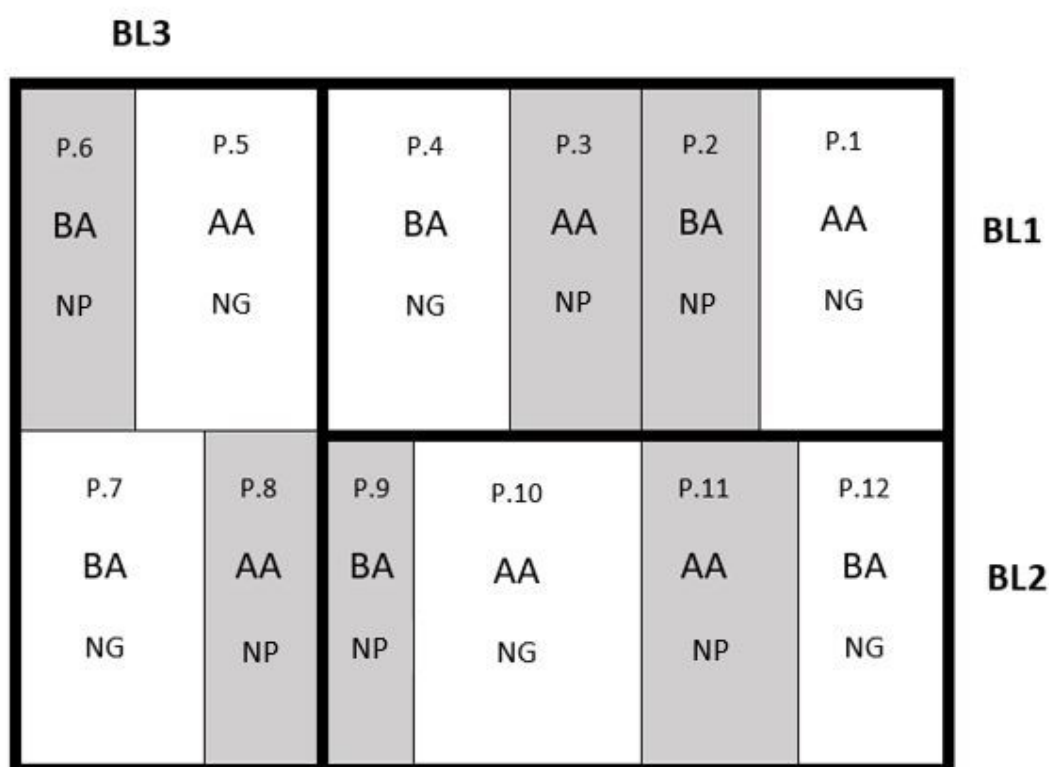 BL3
P.6 P.5 P.4 P.3 P.2 P.1
BA AA BA AA BA AA
BL1
NP NG NG NP NP NG
P.7 P.8 P.9 P.10 P.11 P.12
BA AA BA AA AA BA
BL2
NG NP NP NG NP NG